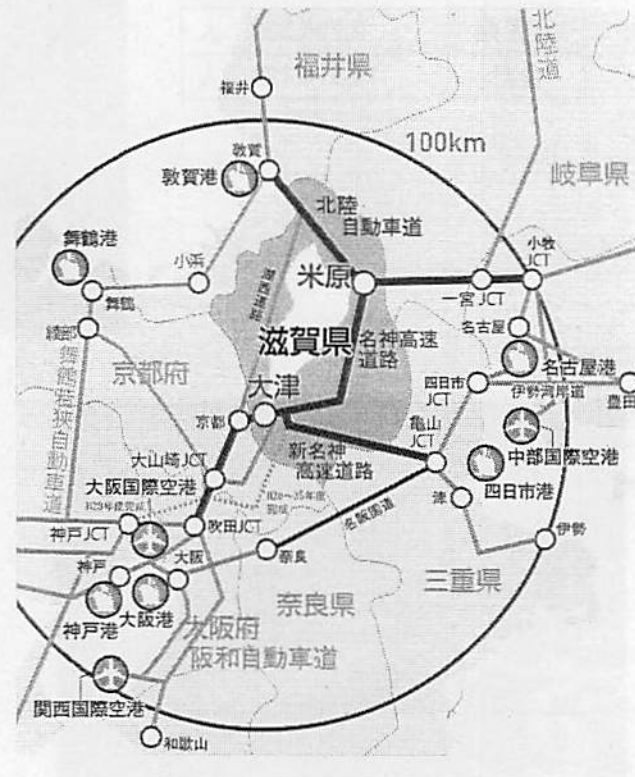 北陸道
福井県
福井
100km
敦賀
岐阜県
敦賀港
北陸
自動車道
舞鶴港
小牧
JCT
小浜
米原
舞鶴
一宮JCT
湖西道路
綾部
名古屋
滋賀県
名神高速
道路
名古屋港
京都府
四日市
JCT
伊勢湾岸道
豊田
大津
舞鶴若狭自動車道
京都
亀山
JCT
中部国際空港
大山崎JCT
新名神
高速道路
大阪国際空港
四日市港
H28〜35年度
完成
津
神戸JCT
吹田JCT
名阪国道
伊勢
大阪
奈良
神戸
三重県
奈良県
神戸港
大阪港
大阪府
阪和自動車道
関西国際空港
和歌山